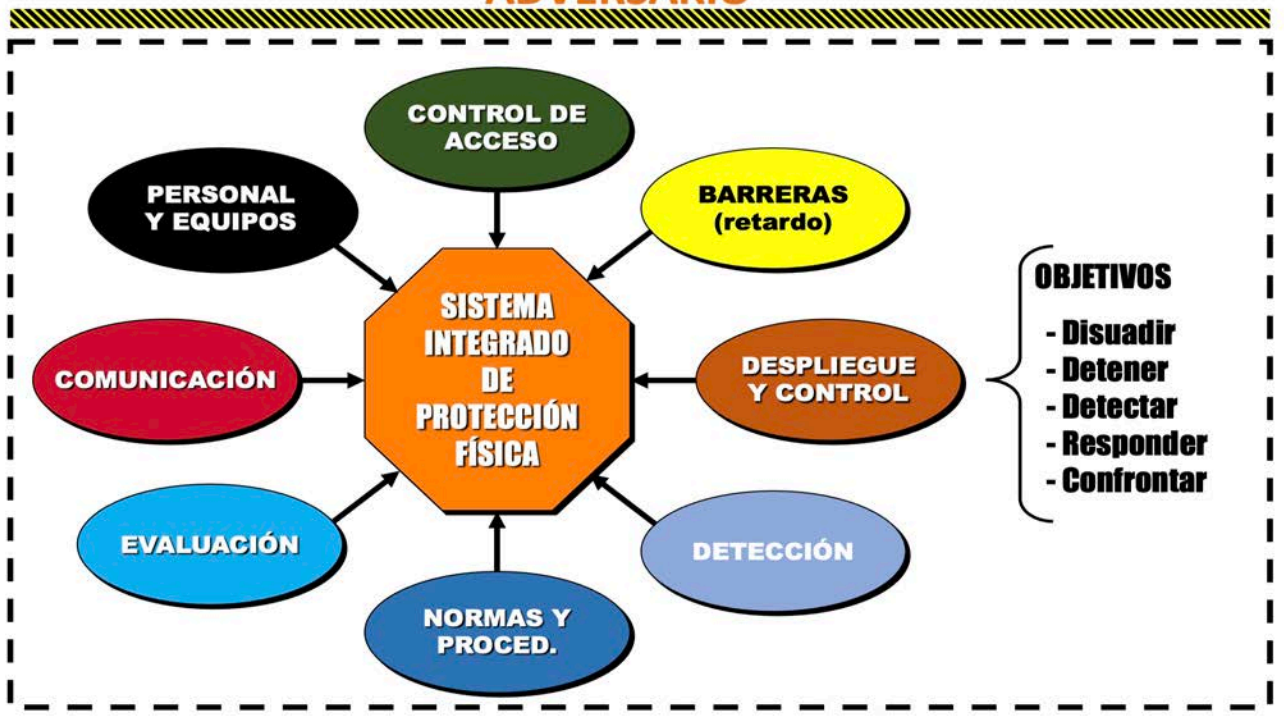 ADVERSARIO
CONTROL DE
ACCESO
PERSONAL
Y EQUIPOS
BARRERAS
(retardo)
SISTEMA
INTEGRADO
DE
PROTECCIÓN
FÍSICA
COMUNICACIÓN
DESPLIEGUE
Y CONTROL
EVALUACIÓN
DETECCIÓN
NORMAS Y
PROCED.
OBJETIVOS
- Disuadir
- Detener
- Detectar
- Responder
- Confrontar